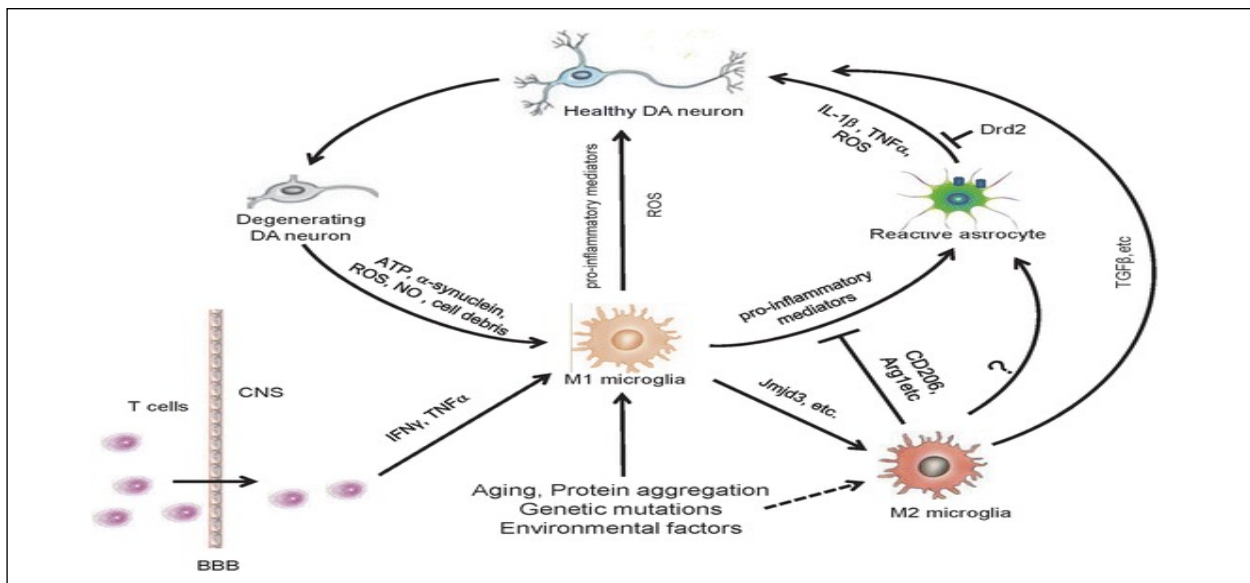 Healthy DA neuron
IL-1β , TNFα,
ROS
Drd2
pro-inflammatory mediators
ROS
Degenerating
DA neuron
Reactive astrocyte
TGFβ,etc
ATP, α-synuclein,
ROS, NO , cell debris
pro-inflammatory
mediators
M1 microglia
CNS
T cells
IFNγ, TNFα
Jmjd3, etc.
CD206,
Arg1etc
?
Aging, Protein aggregation
Genetic mutations
Environmental factors
M2 microglia
BBB